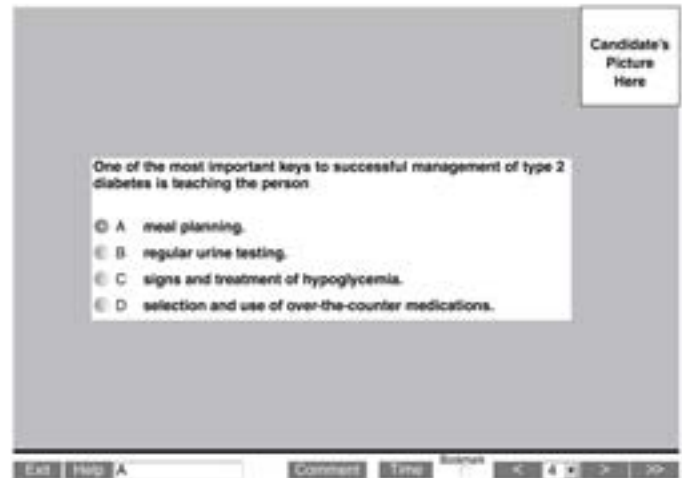 Candidate's
Picture
Here
One of the most important keys to successful management of type 2
diabetes is teaching the person
A meal planning.
B regular urine testing.
C signs and treatment of hypoglycemia.
D selection and use of over-the-counter medications.
Bookmark
Exit Help A Comment Time < 4 > >>